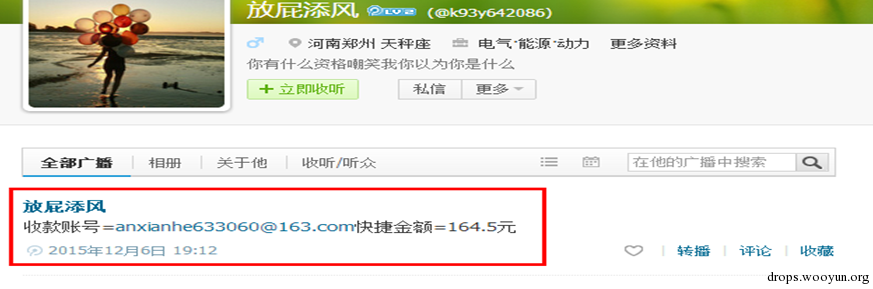 放屁添风 LV2 (@k93y642086)
河南郑州 天秤座 电气·能源·动力 更多资料
你有什么资格嘲笑我你以为你是什么
+ 立即收听 私信 更多
全部广播 相册 关于他 收听/听众 在他的广播中搜索
放屁添风
收款账号=anxianhe633060@163.com快捷金额=164.5元
2015年12月6日 19:12 转播 评论 收藏
drops.wooyun.org